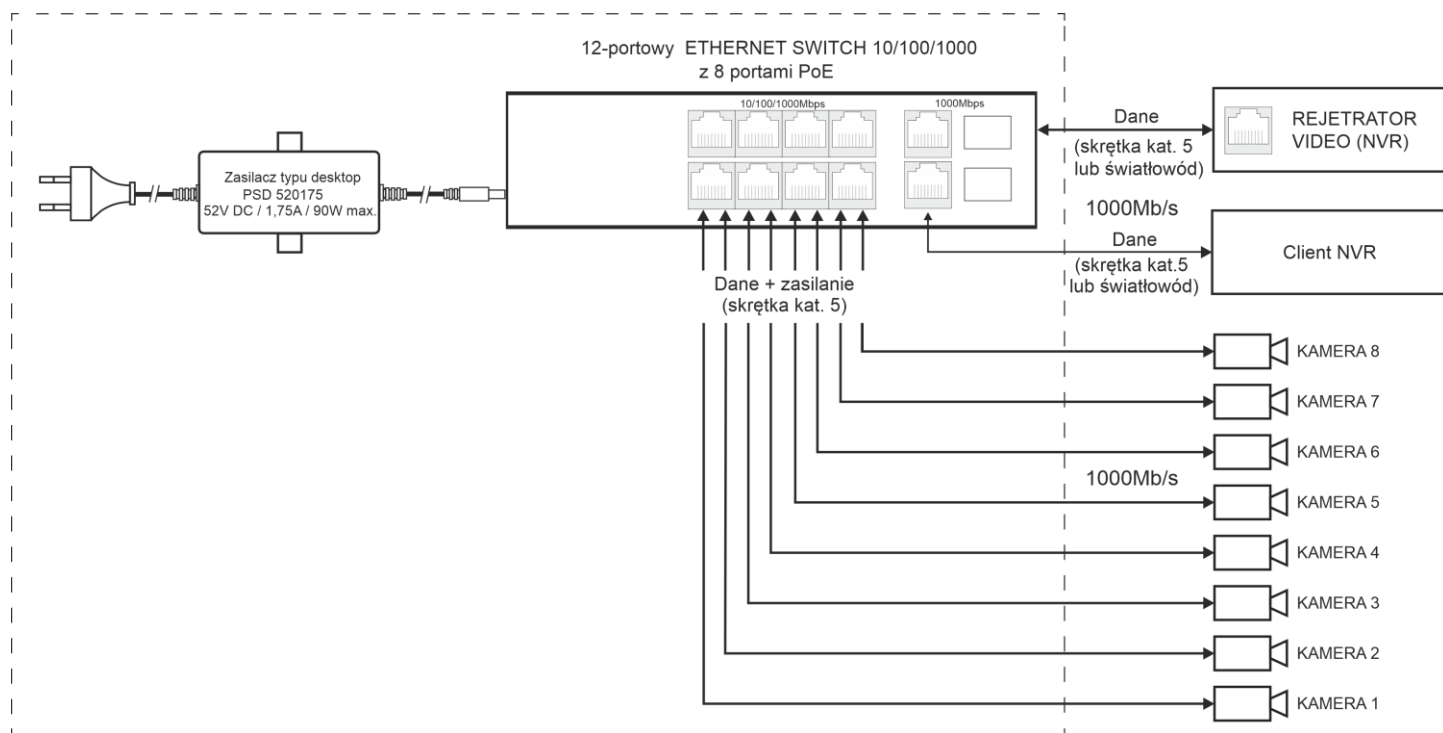 12-portowy ETHERNET SWITCH 10/100/1000
z 8 portami PoE
10/100/1000Mbps
1000Mbps
Zasilacz typu desktop
PSD 520175
52V DC / 1,75A / 90W max.
Dane
(skrętka kat. 5
lub światłowód)
REJETRATOR
VIDEO (NVR)
1000Mb/s
Dane
(skrętka kat.5
lub światłowód)
Client NVR
Dane + zasilanie
(skrętka kat. 5)
KAMERA 8
KAMERA 7
KAMERA 6
1000Mb/s
KAMERA 5
KAMERA 4
KAMERA 3
KAMERA 2
KAMERA 1